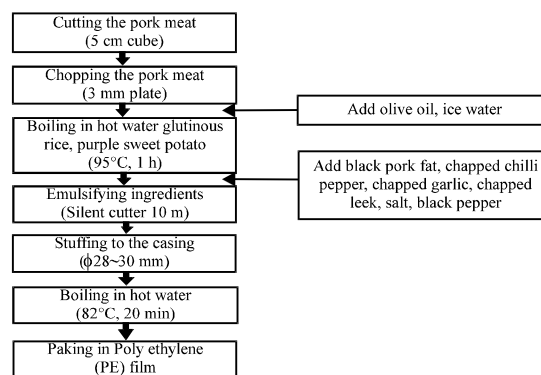 Cutting the pork meat
(5 cm cube)
Chopping the pork meat
(3 mm plate)
Add olive oil, ice water
Boiling in hot water glutinous
rice, purple sweet potato
(95°C, 1 h)
Add black pork fat, chapped chilli
pepper, chapped garlic, chapped
leek, salt, black pepper
Emulsifying ingredients
(Silent cutter 10 m)
Stuffing to the casing
(ϕ28~30 mm)
Boiling in hot water
(82°C, 20 min)
Paking in Poly ethylene
(PE) film